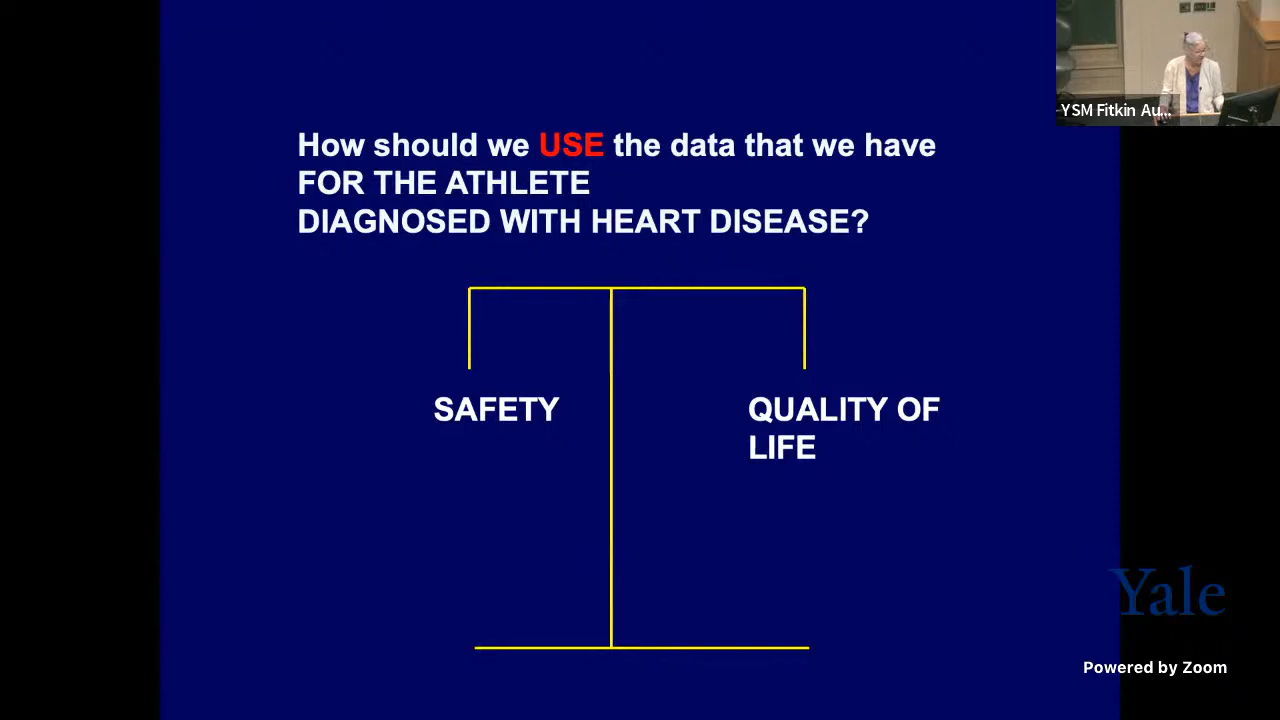 YSM Fitkin Au...
How should we USE the data that we have
FOR THE ATHLETE
DIAGNOSED WITH HEART DISEASE?
SAFETY
QUALITY OF
LIFE
Yale
Powered by Zoom